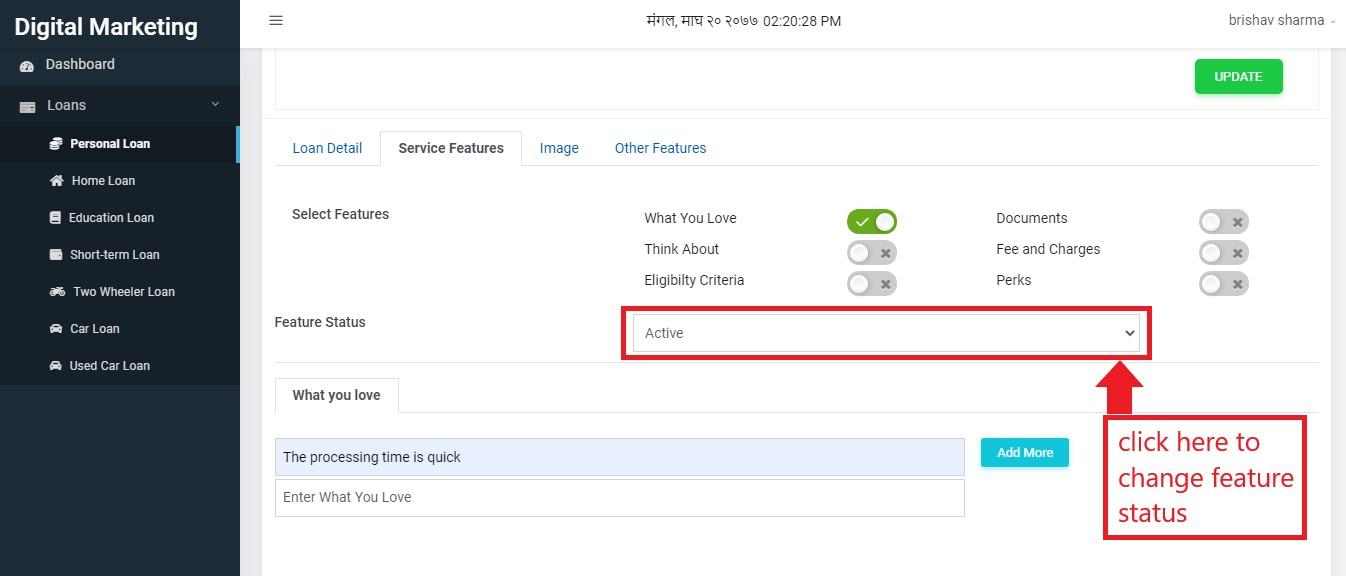 Digital Marketing
मंगल, माघ २० २०७७ 02:20:28 PM
brishav sharma
Dashboard
Loans
Personal Loan
Home Loan
Education Loan
Short-term Loan
Two Wheeler Loan
Car Loan
Used Car Loan
UPDATE
Loan Detail Service Features Image Other Features
Select Features
What You Love Documents
Think About Fee and Charges
Eligibilty Criteria Perks
Feature Status Active
What you love
The processing time is quick Add More
Enter What You Love
click here to
change feature
status